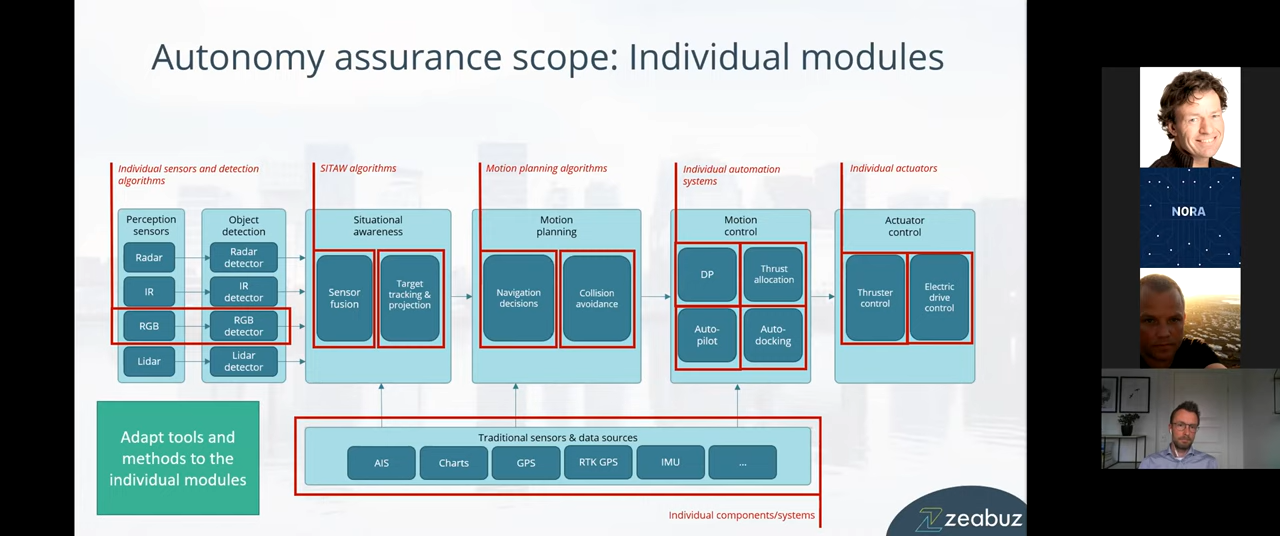 Autonomy assurance scope: Individual modules
Individual sensors and detection
algorithms
SITAW algorithms
Motion planning algorithms
Individual automation
systems
Individual actuators
Perception
sensors
Radar
IR
RGB
Lidar
Object
detection
Radar
detector
IR
detector
RGB
detector
Lidar
detector
Situational
awareness
Sensor
fusion
Target
tracking &
projection
Motion
planning
Navigation
decisions
Collision
avoidance
Motion
control
DP
Thrust
allocation
Auto-
pilot
Auto-
docking
Actuator
control
Thruster
control
Electric
drive control
Adapt tools and
methods to the
individual modules
Traditional sensors & data sources
AIS
Charts
GPS
RTK GPS
IMU
...
Individual components/systems
zeabuz
NORA